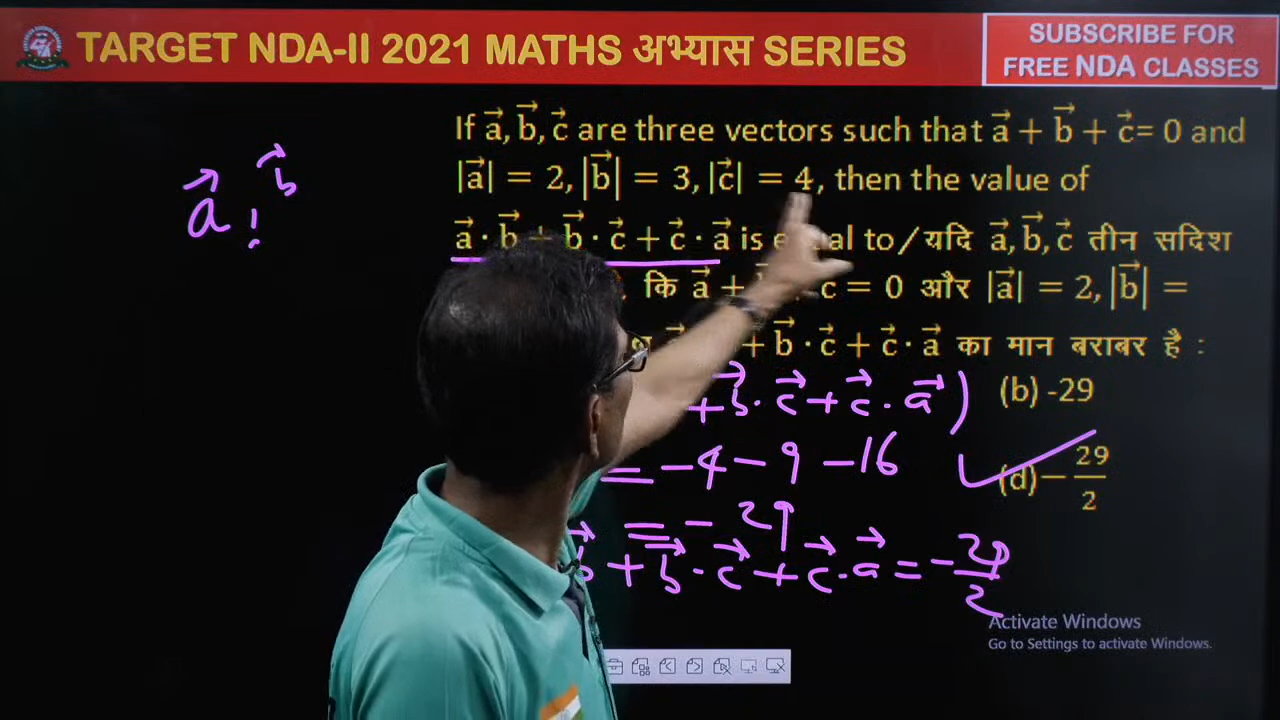 TARGET NDA-II 2021 MATHS अभ्यास SERIES
SUBSCRIBE FOR
FREE NDA CLASSES
If a⃗, b⃗, c⃗ are three vectors such that a⃗ + b⃗ + c⃗= 0 and
|a⃗| = 2, |b⃗| = 3, |c⃗| = 4, then the value of
a⃗ · b⃗ + b⃗ · c⃗ + c⃗ · a⃗ is equal to/यदि a⃗, b⃗, c⃗ तीन सदिश
कि a⃗ + c = 0 और |a⃗| = 2, |b⃗| =
+ b⃗ · c⃗ + c⃗ · a⃗ का मान बराबर है :
a⃗ , b⃗
+ b⃗ · c⃗ + c⃗ · a⃗ )
(b) -29
= -4 - 9 - 16
(d) - 29/2
= - 29
b⃗ + b⃗ · c⃗ + c⃗ · a⃗ = - 29/2
Activate Windows
Go to Settings to activate Windows.